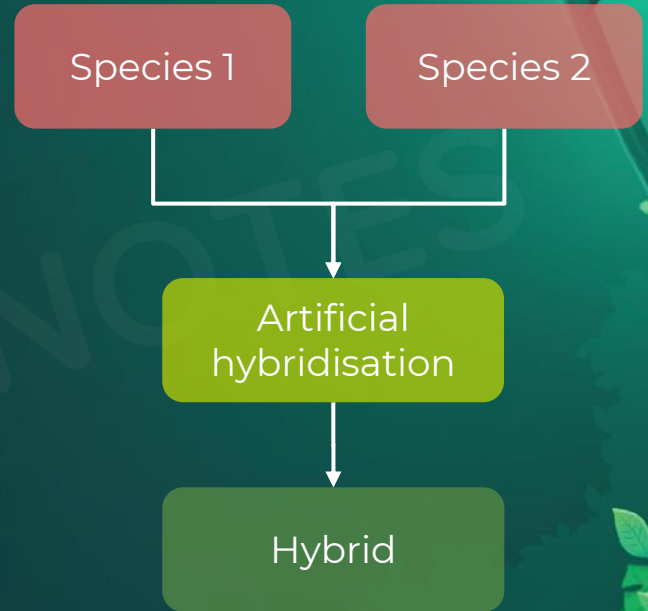 Species 1
Species 2
NOTES
Artificial
hybridisation
Hybrid